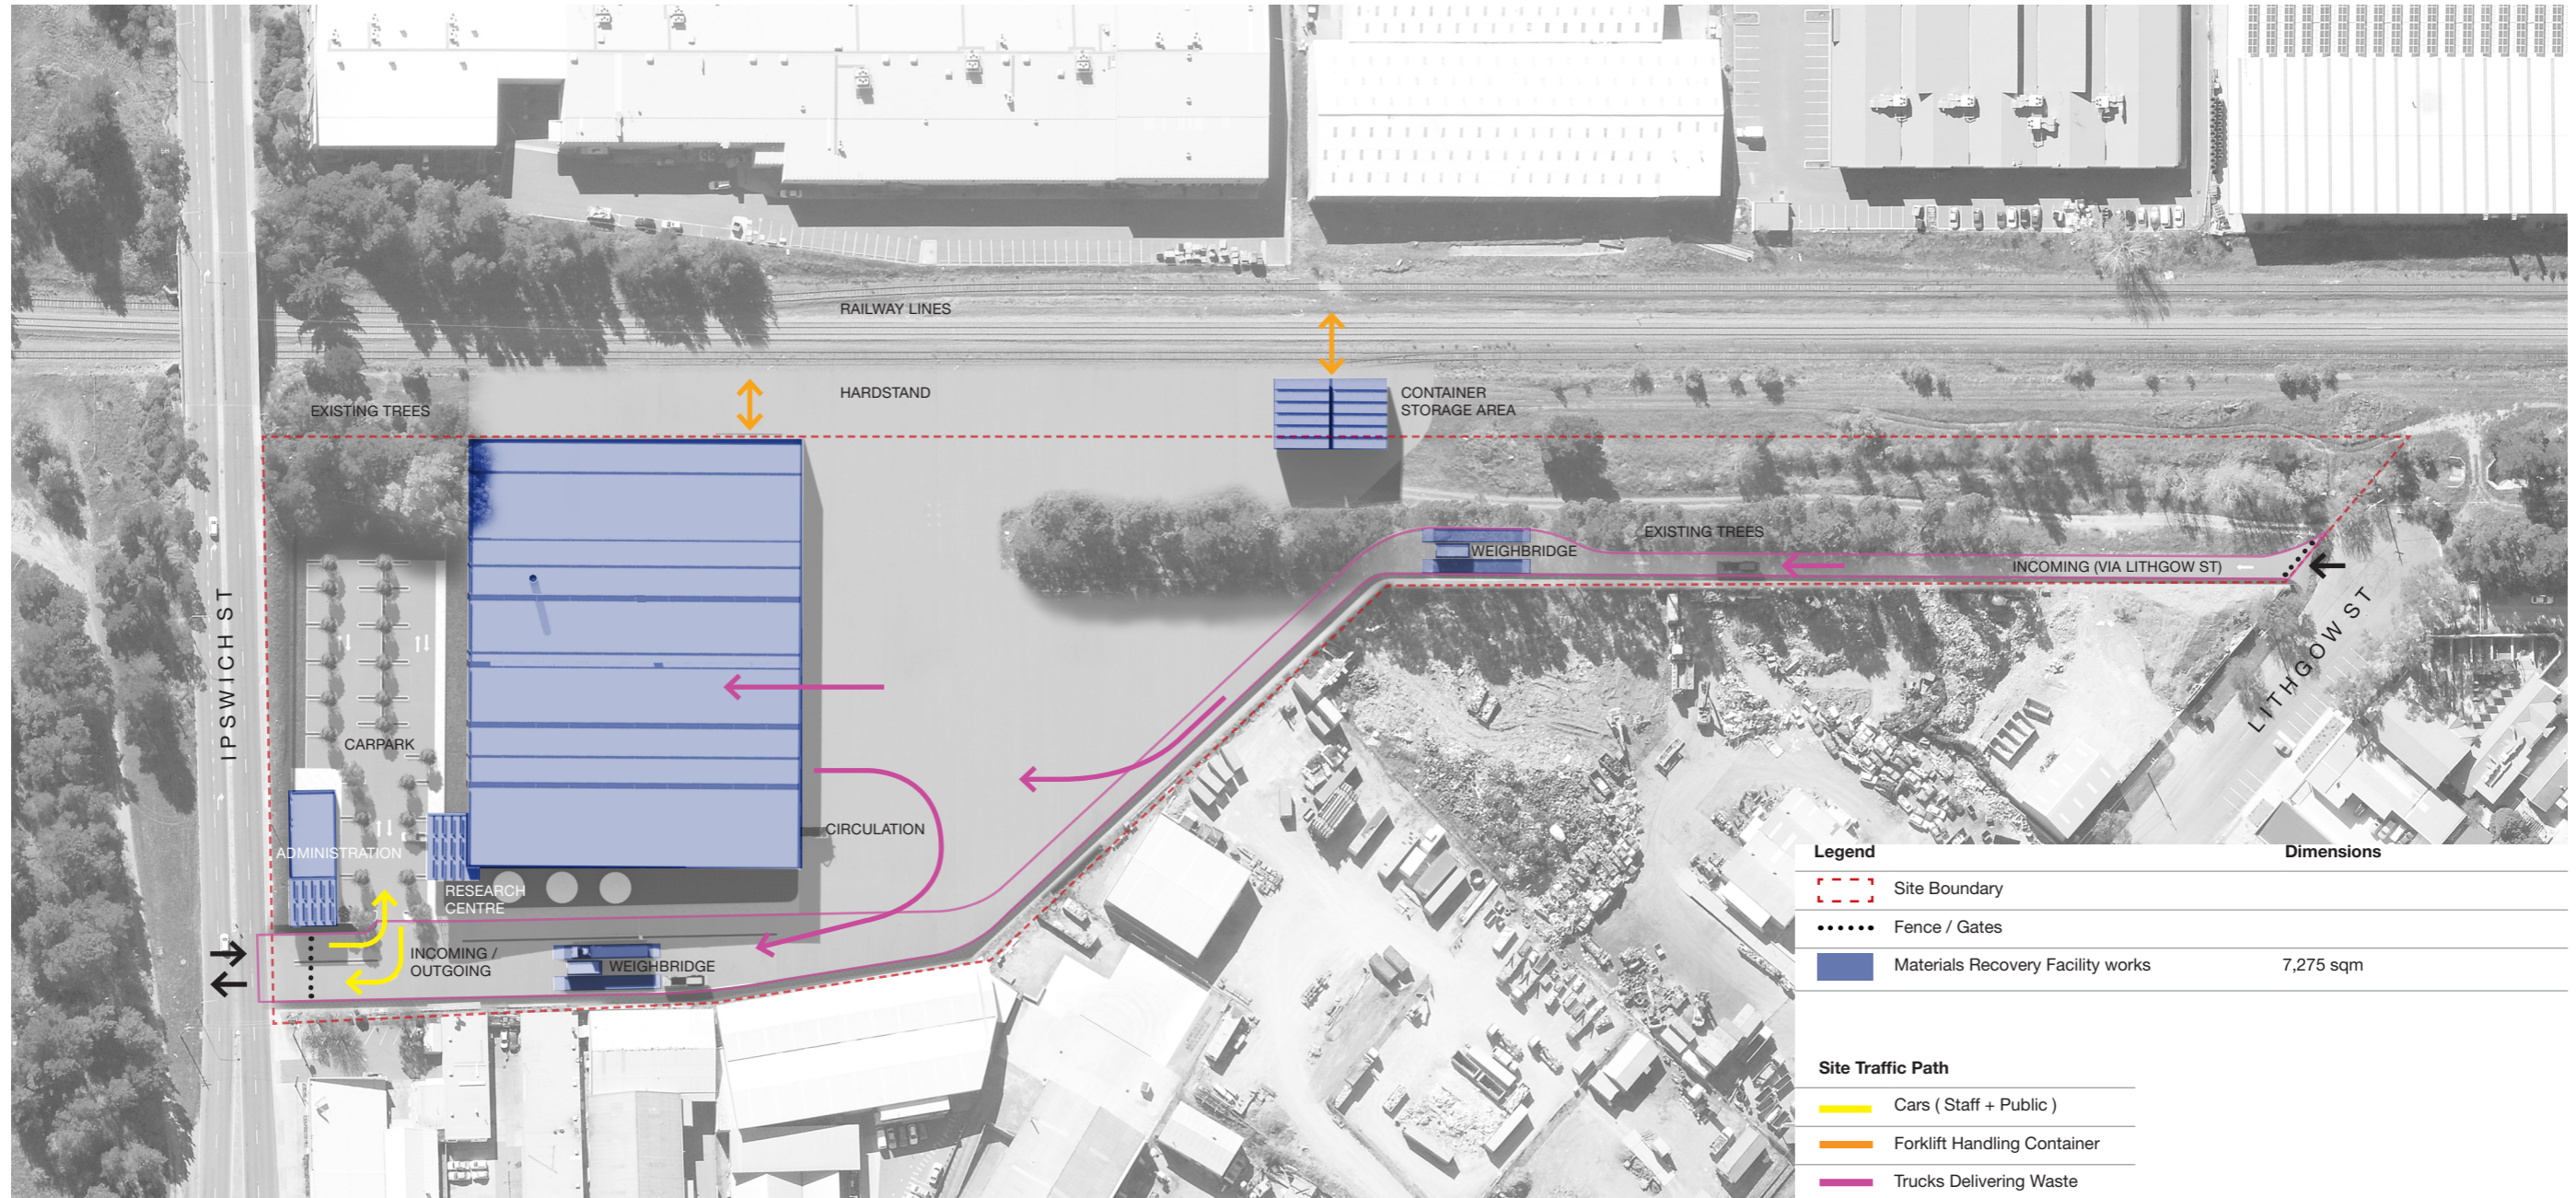 RAILWAY LINES
HARDSTAND
CONTAINER
STORAGE AREA
EXISTING TREES
EXISTING TREES
WEIGHBRIDGE
INCOMING (VIA LITHGOW ST)
IPSWICH ST
LITHGOW ST
CARPARK
CIRCULATION
ADMINISTRATION
RESEARCH
CENTRE
INCOMING /
OUTGOING
WEIGHBRIDGE
Legend Dimensions
Site Boundary
Fence / Gates
Materials Recovery Facility works 7,275 sqm
Site Traffic Path
Cars ( Staff + Public )
Forklift Handling Container
Trucks Delivering Waste